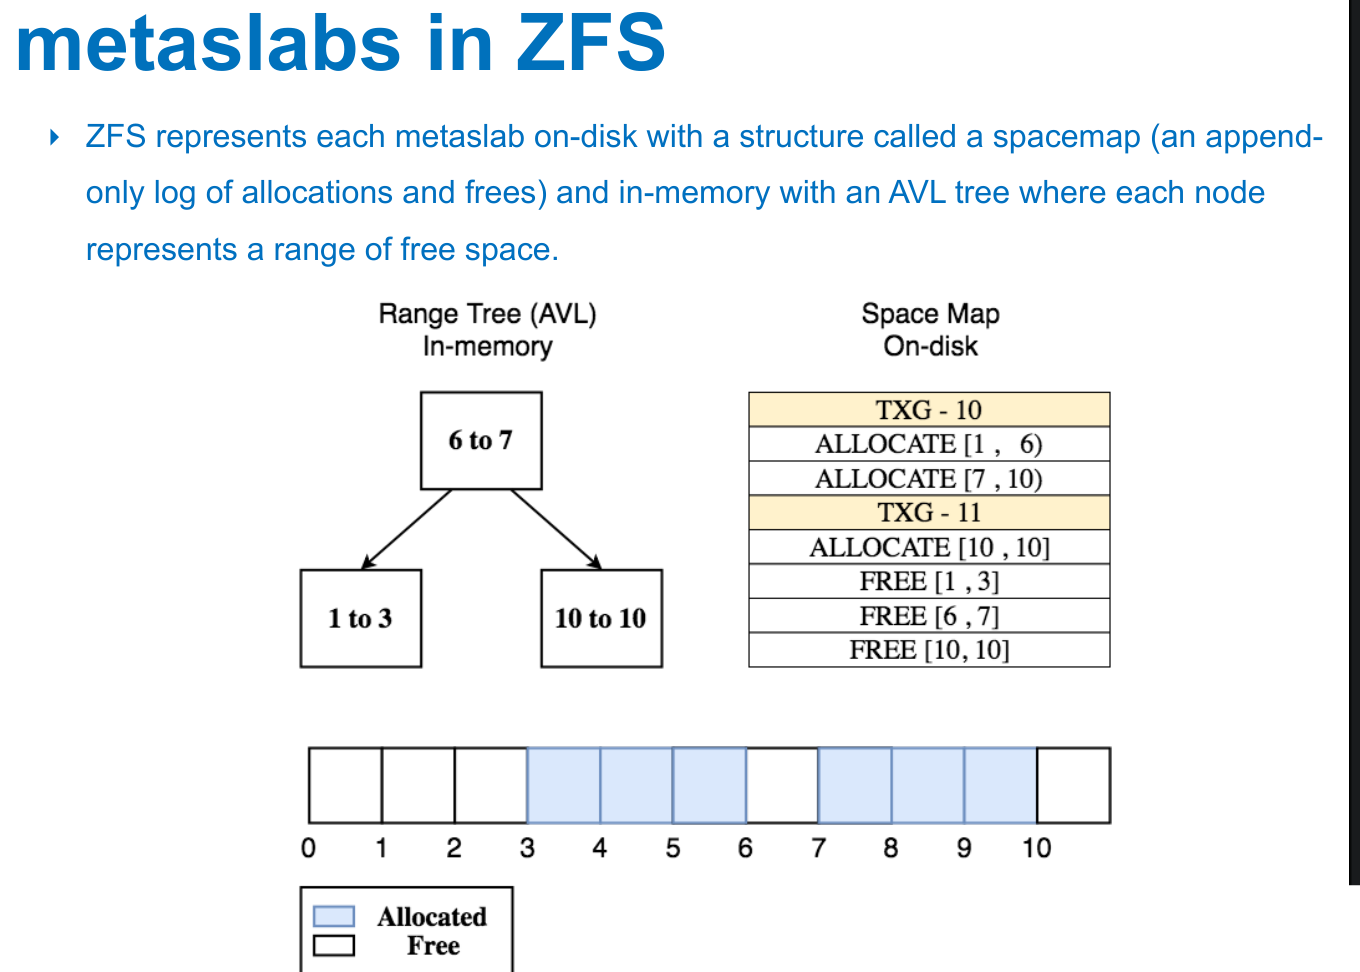 metaslabs in ZFS
ZFS represents each metaslab on-disk with a structure called a spacemap (an append-
only log of allocations and frees) and in-memory with an AVL tree where each node
represents a range of free space.
Range Tree (AVL)
In-memory
6 to 7
1 to 3
10 to 10
Space Map
On-disk
TXG - 10
ALLOCATE [1 , 6)
ALLOCATE [7 , 10)
TXG - 11
ALLOCATE [10 , 10]
FREE [1 , 3]
FREE [6 , 7]
FREE [10, 10]
0 1 2 3 4 5 6 7 8 9 10
Allocated
Free